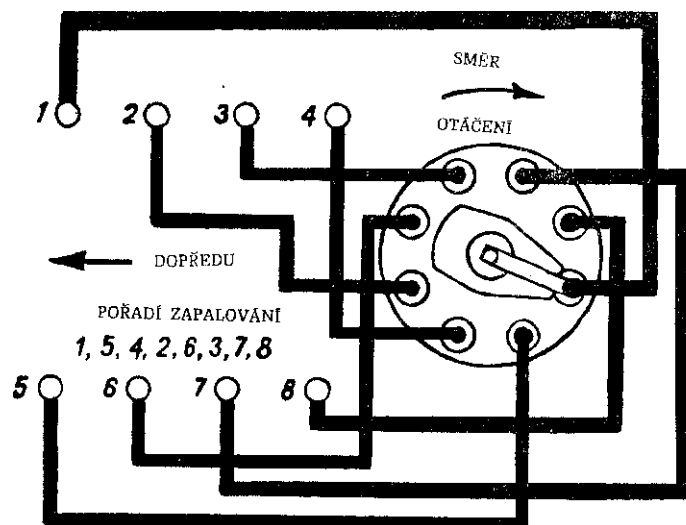 SMĚR
1 2 3 4
OTÁČENÍ
DOPŘEDU
POŘADÍ ZAPALOVÁNÍ
1, 5, 4, 2, 6, 3, 7, 8
5 6 7 8